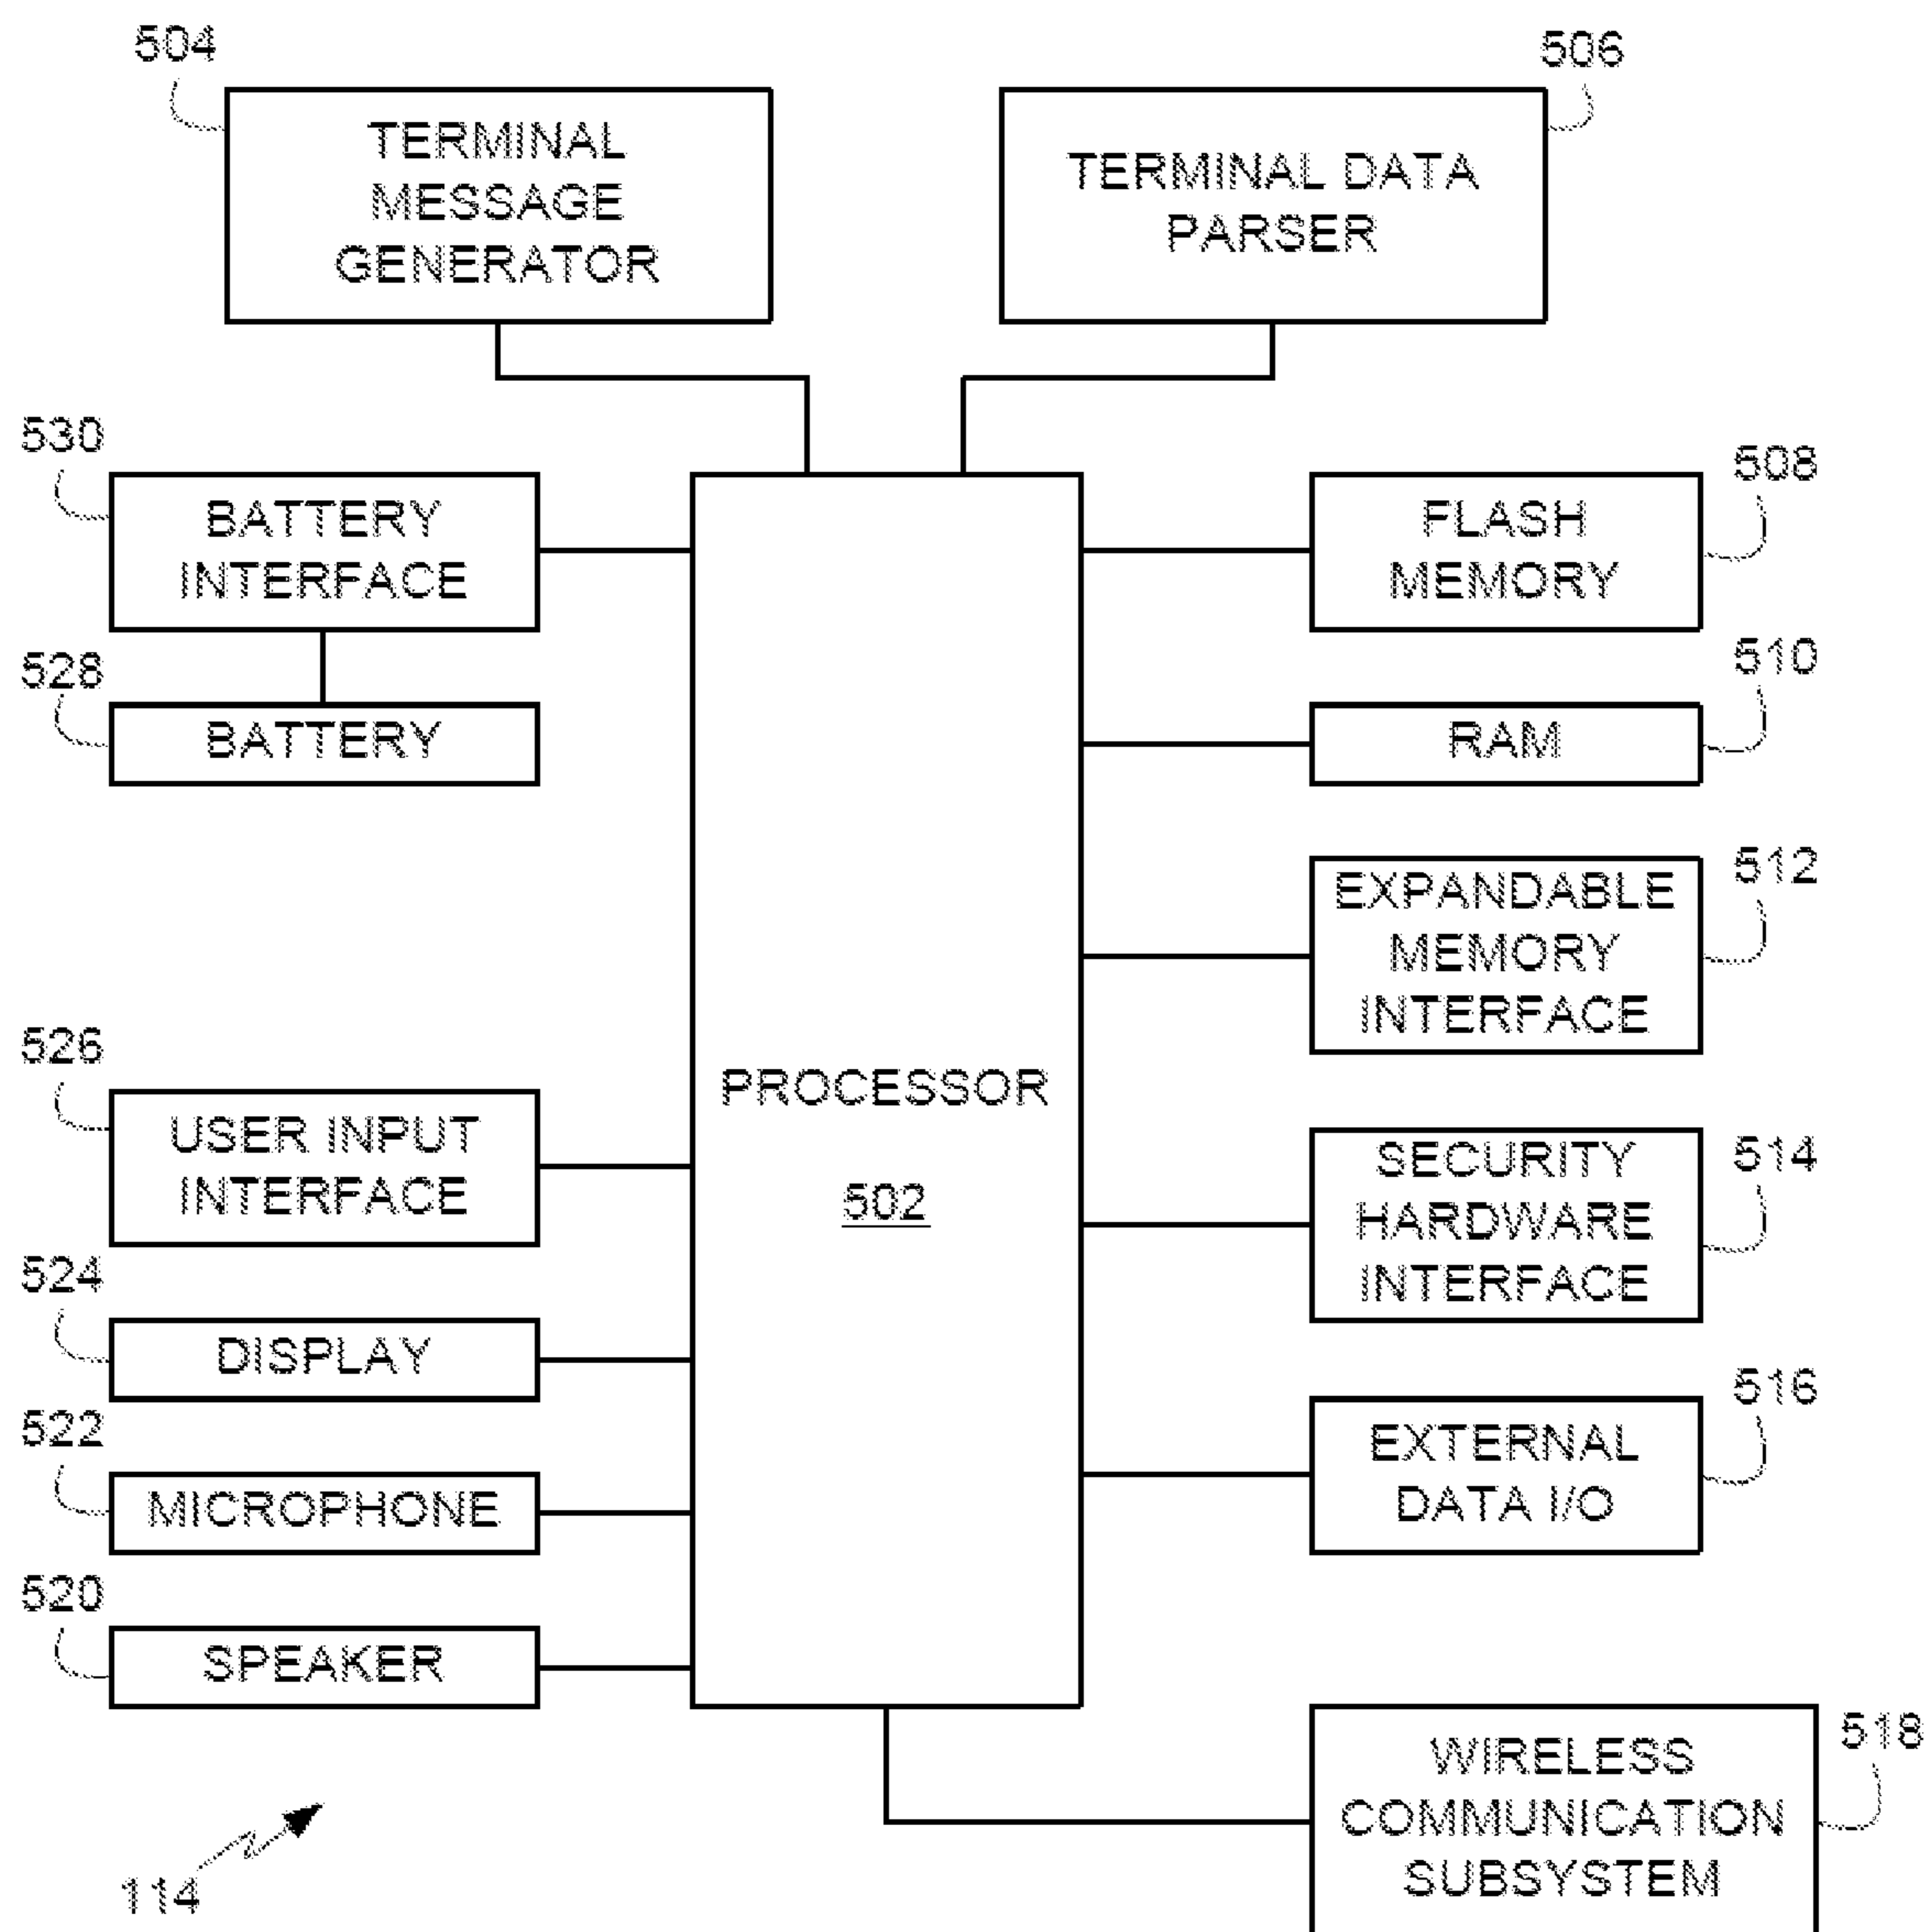 504
506
TERMINAL
MESSAGE
GENERATOR
TERMINAL DATA
PARSER
530
BATTERY
INTERFACE
508
FLASH
MEMORY
528
BATTERY
510
RAM
512
EXPANDABLE
MEMORY
INTERFACE
526
USER INPUT
INTERFACE
PROCESSOR
502
514
SECURITY
HARDWARE
INTERFACE
524
DISPLAY
516
EXTERNAL
DATA I/O
522
MICROPHONE
520
SPEAKER
518
WIRELESS
COMMUNICATION
SUBSYSTEM
114